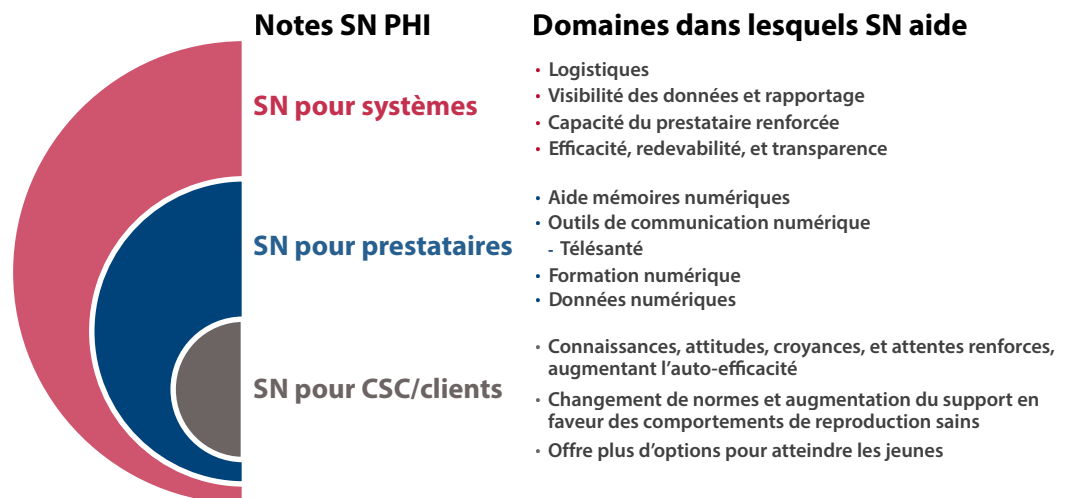 Notes SN PHI
Domaines dans lesquels SN aide
SN pour systèmes
• Logistiques
• Visibilité des données et rapportage
• Capacité du prestataire renforcée
• Efficacité, redevabilité, et transparence
SN pour prestataires
• Aide mémoires numériques
• Outils de communication numérique
- Télésanté
• Formation numérique
• Données numériques
SN pour CSC/clients
• Connaissances, attitudes, croyances, et attentes renforces,
augmentant l'auto-efficacité
• Changement de normes et augmentation du support en
faveur des comportements de reproduction sains
• Offre plus d'options pour atteindre les jeunes